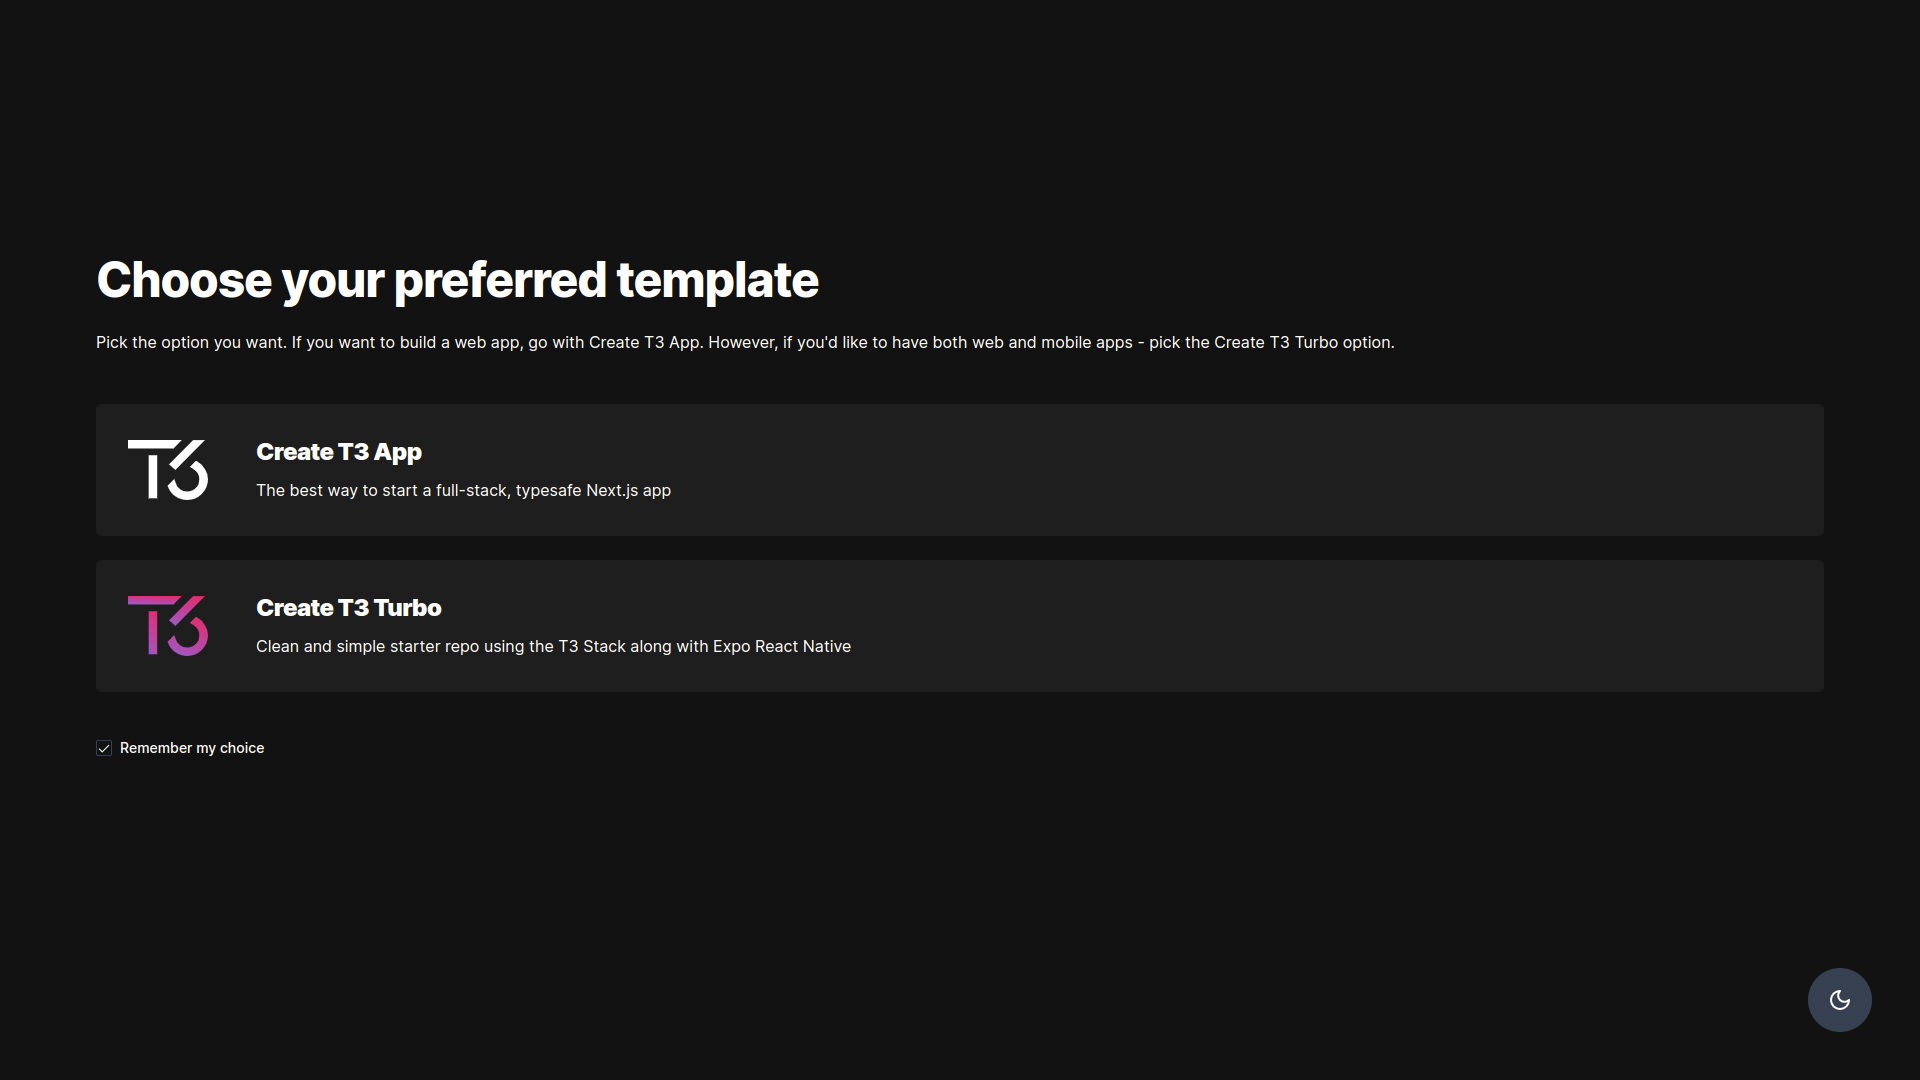 Choose your preferred template
Pick the option you want. If you want to build a web app, go with Create T3 App. However, if you'd like to have both web and mobile apps - pick the Create T3 Turbo option.
T3
Create T3 App
The best way to start a full-stack, typesafe Next.js app
T3
Create T3 Turbo
Clean and simple starter repo using the T3 Stack along with Expo React Native
Remember my choice